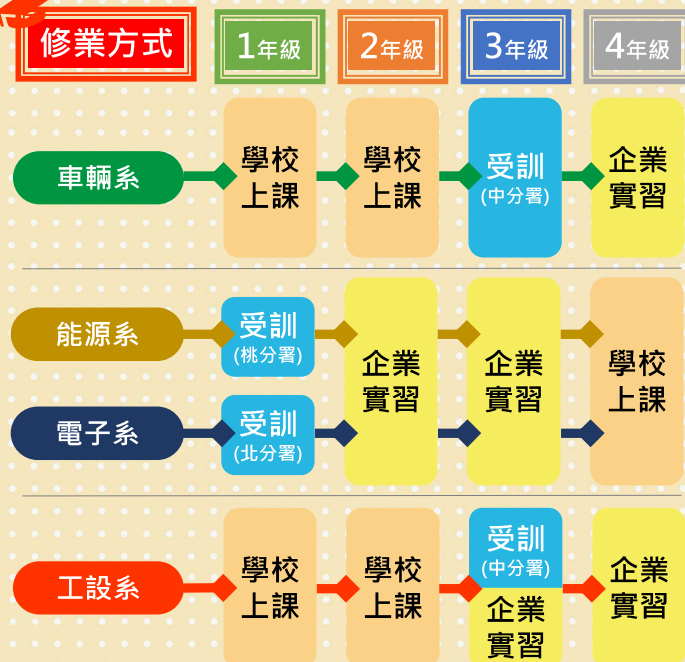 修業方式
1年級
2年級
3年級
4年級
車輛系
學校
上課
學校
上課
受訓
(中分署)
企業
實習
能源系
受訓
(桃分署)
電子系
受訓
(北分署)
企業
實習
企業
實習
學校
上課
工設系
學校
上課
學校
上課
受訓
(中分署)
企業
實習
企業
實習